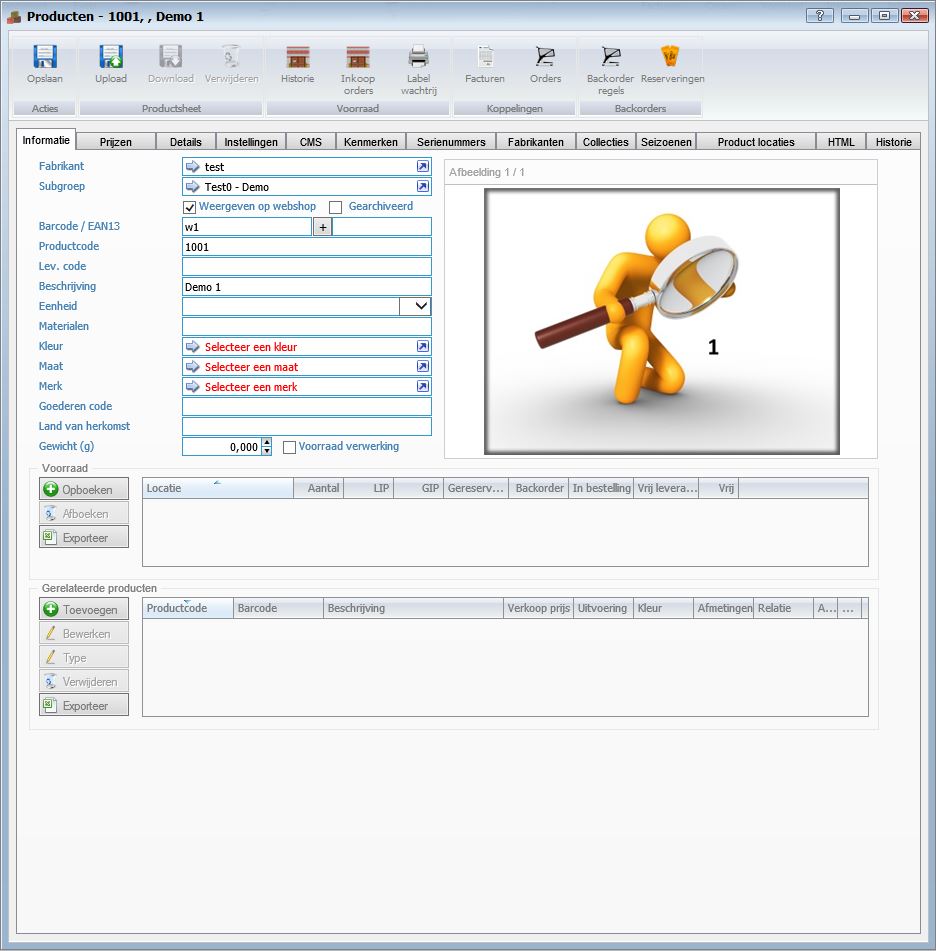 Producten - 1001, , Demo 1
Opslaan
Upload
Download
Verwijderen
Historie
Inkoop
orders
Label
wachtrij
Facturen
Orders
Backorder
regels
Reserveringen
Acties
Productsheet
Voorraad
Koppelingen
Backorders
Informatie Prijzen Details Instellingen CMS Kenmerken Serienummers Fabrikanten Collecties Seizoenen Product locaties HTML Historie
Fabrikant test
Subgroep Test0 - Demo
Weergeven op webshop Gearchiveerd
Barcode / EAN13 w1 +
Productcode 1001
Lev. code
Beschrijving Demo 1
Eenheid
Materialen
Kleur Selecteer een kleur
Maat Selecteer een maat
Merk Selecteer een merk
Goederen code
Land van herkomst
Gewicht (g) 0,000 Voorraad verwerking
Afbeelding 1 / 1
1
Voorraad
Opboeken
Afboeken
Exporteer
Locatie Aantal LIP GIP Gereserv... Backorder In bestelling Vrij levera... Vrij
Gerelateerde producten
Toevoegen
Bewerken
Type
Verwijderen
Exporteer
Productcode Barcode Beschrijving Verkoop prijs Uitvoering Kleur Afmetingen Relatie A... ...